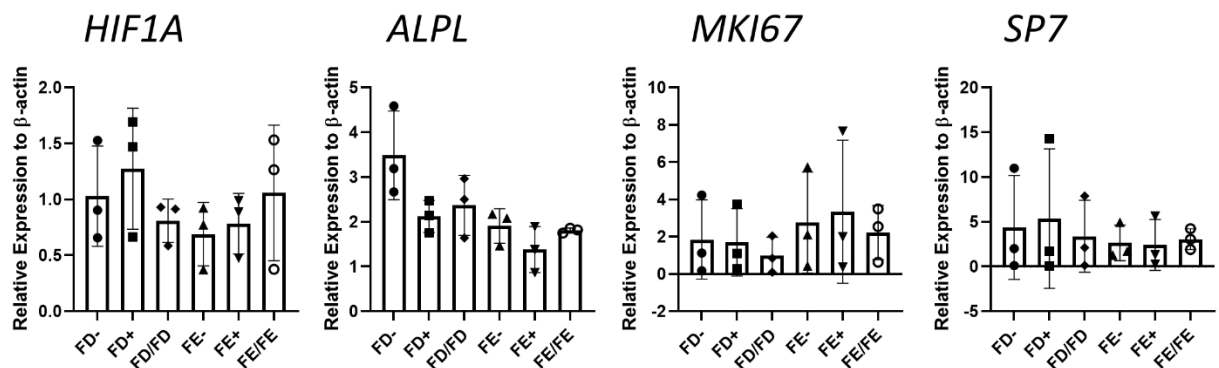 HIF1A
Relative Expression to β-actin
2.0
1.5
1.0
0.5
0.0
FD-
FD+
FD/FD
FE-
FE+
FE/FE
ALPL
Relative Expression to β-actin
5
4
3
2
1
0
FD-
FD+
FD/FD
FE-
FE+
FE/FE
MKI67
Relative Expression to β-actin
10
8
6
4
2
0
-2
FD-
FD+
FD/FD
FE-
FE+
FE/FE
SP7
Relative Expression to β-actin
20
15
10
5
0
-5
FD-
FD+
FD/FD
FE-
FE+
FE/FE